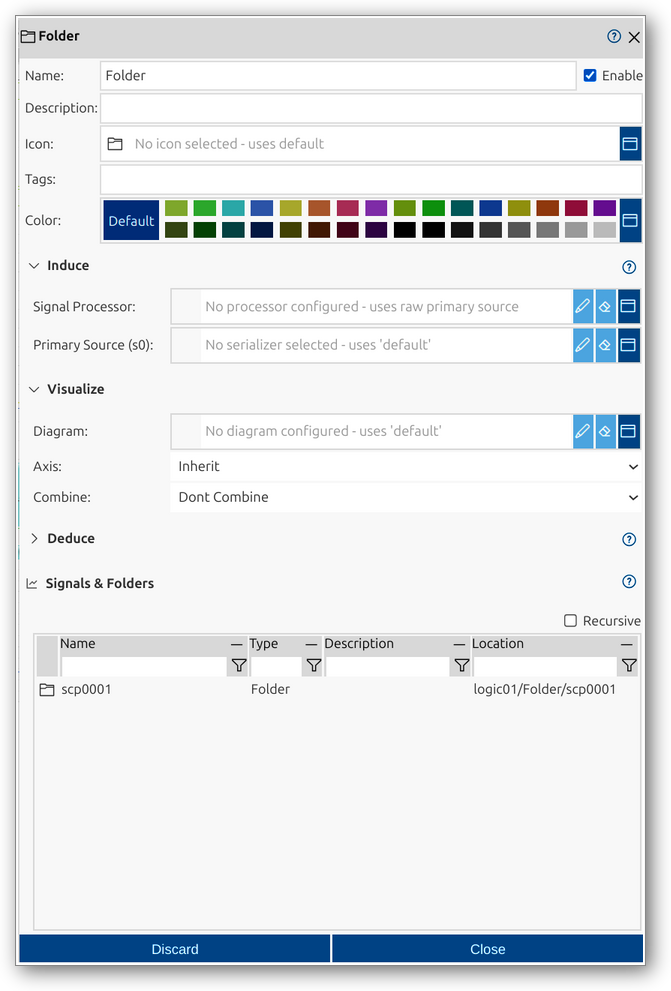 Folder
Name: Folder Enable
Description:
Icon: No icon selected - uses default
Tags:
Color: Default
Induce
Signal Processor: No processor configured - uses raw primary source
Primary Source (s0): No serializer selected - uses 'default'
Visualize
Diagram: No diagram configured - uses 'default'
Axis: Inherit
Combine: Dont Combine
Deduce
Signals & Folders
Recursive
Name Type Description Location
scp0001 Folder logic01/Folder/scp0001
Discard Close